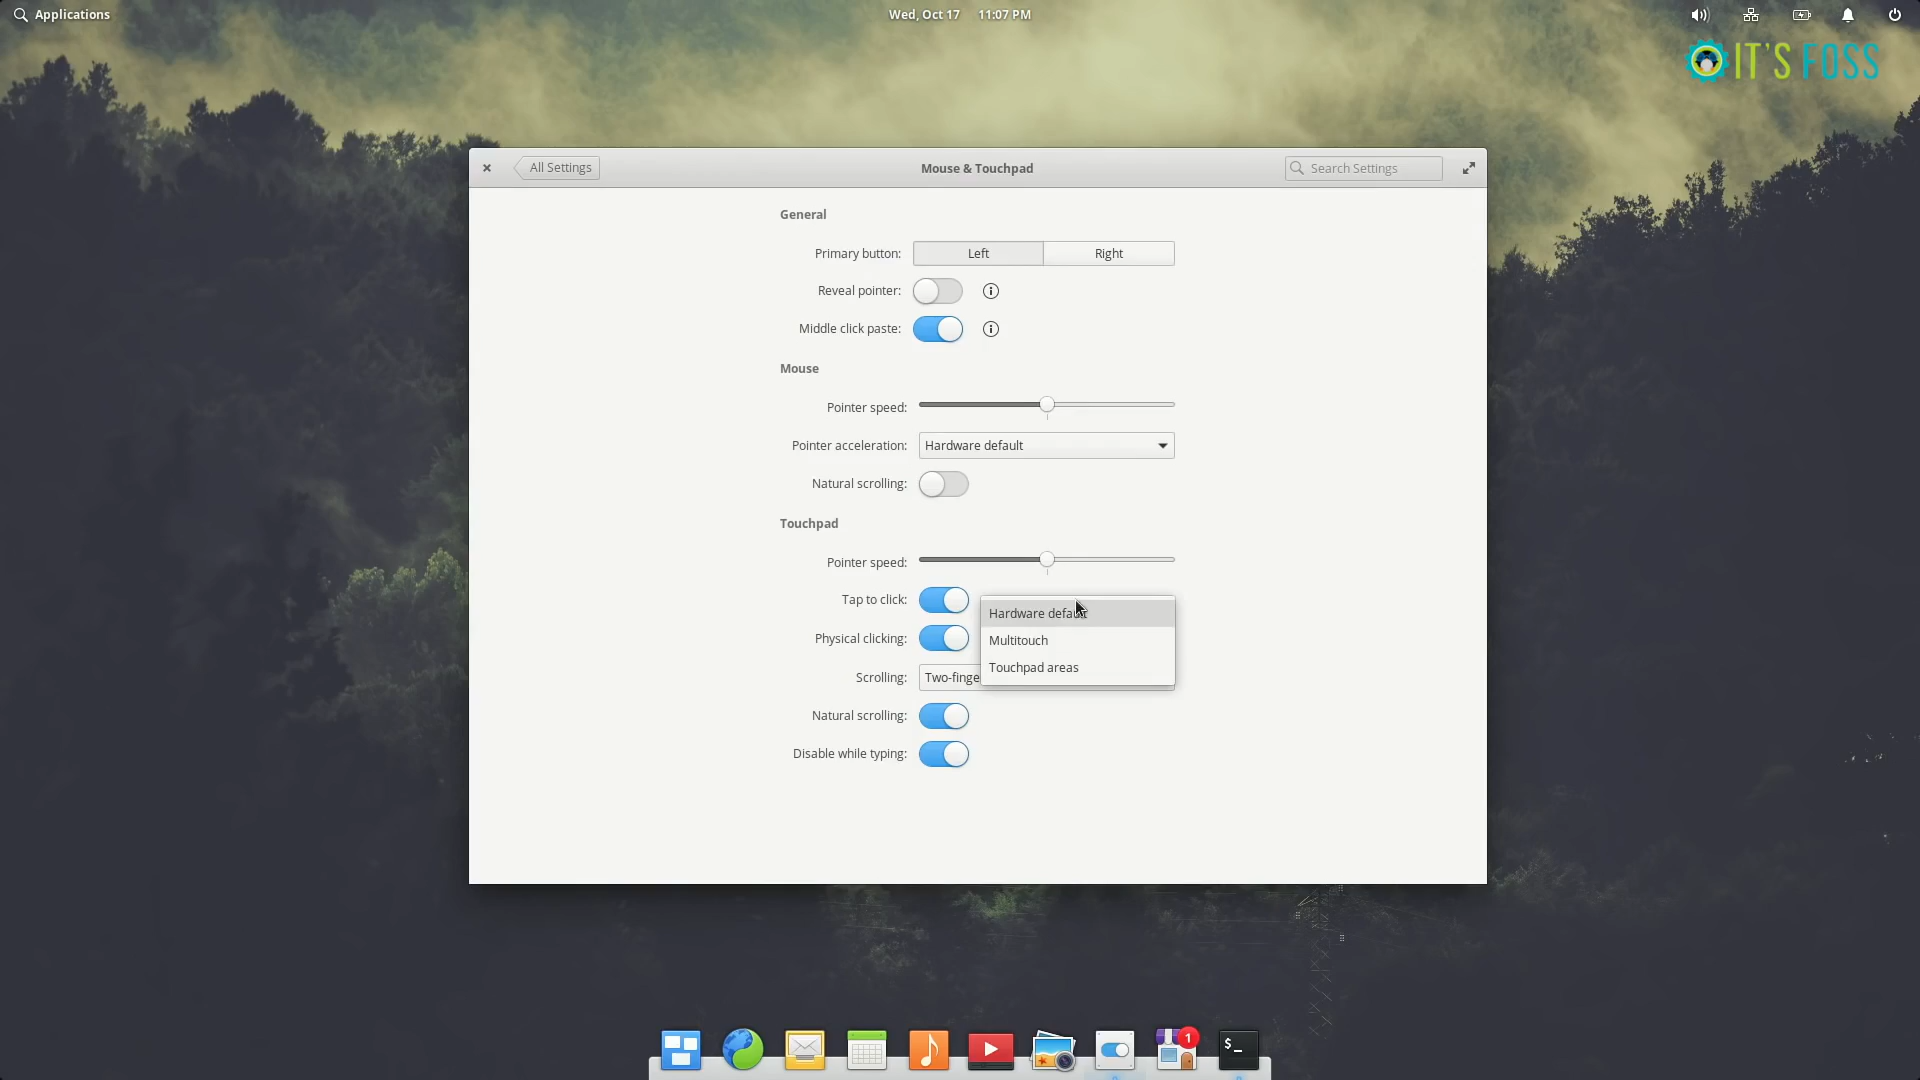 Applications
Wed, Oct 17 11:07 PM
IT'S FOSS
All Settings
Mouse & Touchpad
Search Settings
General
Primary button: Left Right
Reveal pointer:
Middle click paste:
Mouse
Pointer speed:
Pointer acceleration: Hardware default
Natural scrolling:
Touchpad
Pointer speed:
Tap to click:
Hardware default
Physical clicking:
Multitouch
Touchpad areas
Scrolling: Two-finge
Natural scrolling:
Disable while typing:
1
$_